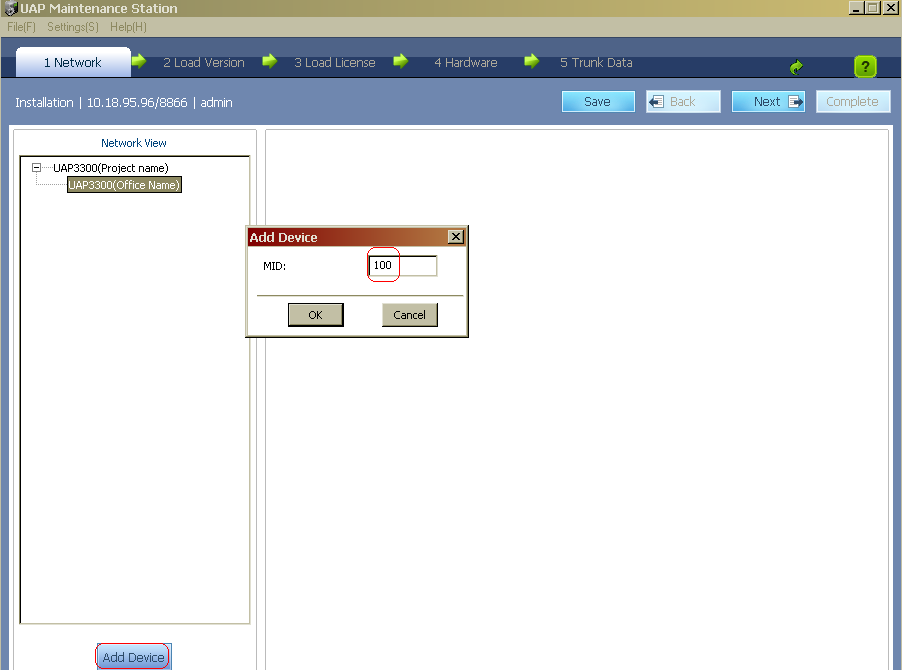 UAP Maintenance Station
File(F) Settings(S) Help(H)
1 Network 2 Load Version 3 Load License 4 Hardware 5 Trunk Data ?
Installation | 10.18.95.96/8866 | admin Save Back Next Complete
Network View
UAP3300(Project name)
UAP3300(Office Name)
Add Device
MID: 100
OK Cancel
Add Device